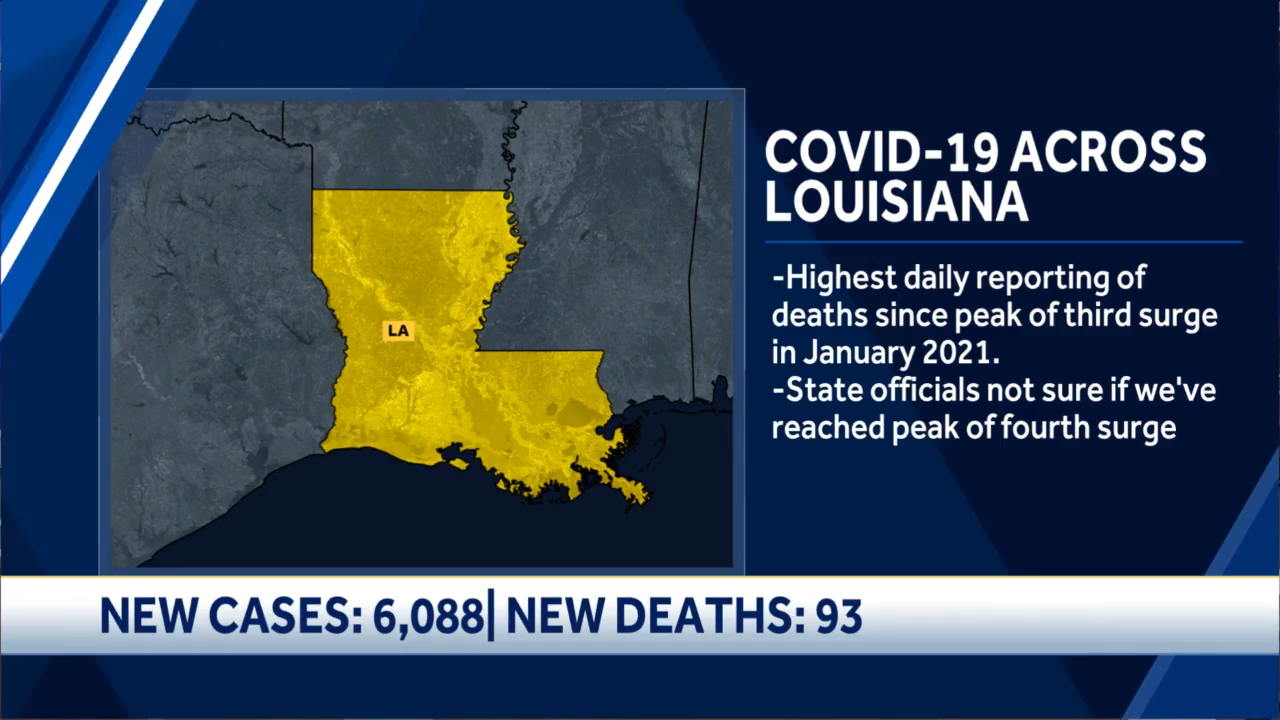 COVID-19 ACROSS
LOUISIANA
-Highest daily reporting of
deaths since peak of third surge
in January 2021.
-State officials not sure if we've
reached peak of fourth surge
LA
NEW CASES: 6,088| NEW DEATHS: 93